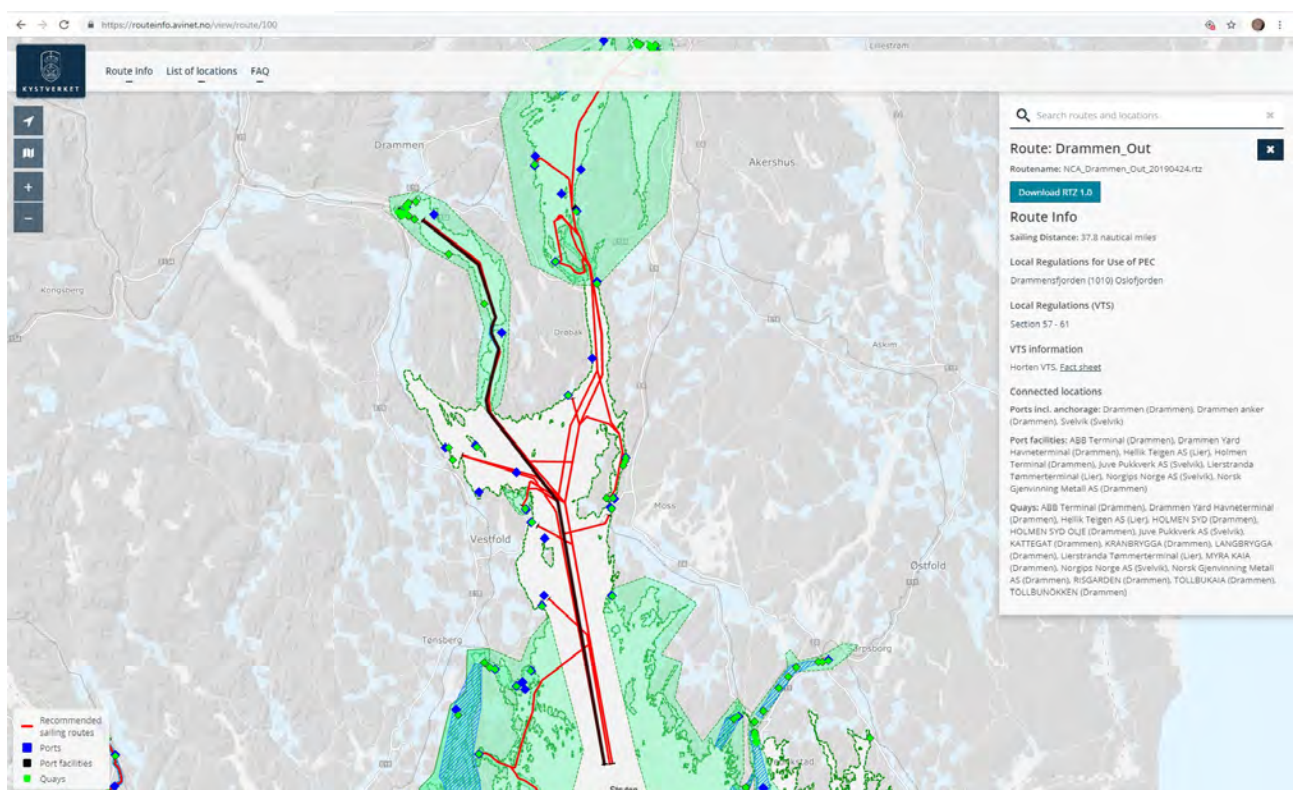 https://routeinfo.avinet.no/view/route/100
KYSTVERKET
Route Info List of locations FAQ
Lillestrøm
Drammen
Akershus
Kongsberg
Drøbak
Askim
Moss
Vestfold
Østfold
Tønsberg
Search routes and locations
Route: Drammen_Out
Routename: NCA_Drammen_Out_20190424.rtz
Download RTZ 1.0
Route Info
Sailing Distance: 37.8 nautical miles
Local Regulations for Use of PEC
Drammensfjorden (1010) Oslofjorden
Local Regulations (VTS)
Section 57 - 61
VTS information
Horten VTS, Fact sheet
Connected locations
Ports incl. anchorage: Drammen (Drammen), Drammen anker
(Drammen), Svelvik (Svelvik)
Port facilities: ABB Terminal (Drammen), Drammen Yard
Havneterminal (Drammen), Hellik Teigen AS (Lier), Holmen
Terminal (Drammen), Juve Pukkverk AS (Svelvik), Lierstranda
Tømmerterminal (Lier), Norgips Norge AS (Svelvik), Norsk
Gjenvinning Metall AS (Drammen)
Quays: ABB Terminal (Drammen), Drammen Yard Havneterminal
(Drammen), Hellik Teigen AS (Lier), HOLMEN SYD (Drammen),
HOLMEN SYD OLJE (Drammen), Juve Pukkverk AS (Svelvik),
KATTEGAT (Drammen), KRANBRYGGA (Drammen), LANGBRYGGA
(Drammen), Lierstranda Tømmerterminal (Lier), MYRA KAIA
(Drammen), Norgips Norge AS (Svelvik), Norsk Gjenvinning Metall
AS (Drammen), RISGARDEN (Drammen), TOLLBUKAIA (Drammen),
TOLLBUNOKKEN (Drammen)
Recommended
sailing routes
Ports
Port facilities
Quays